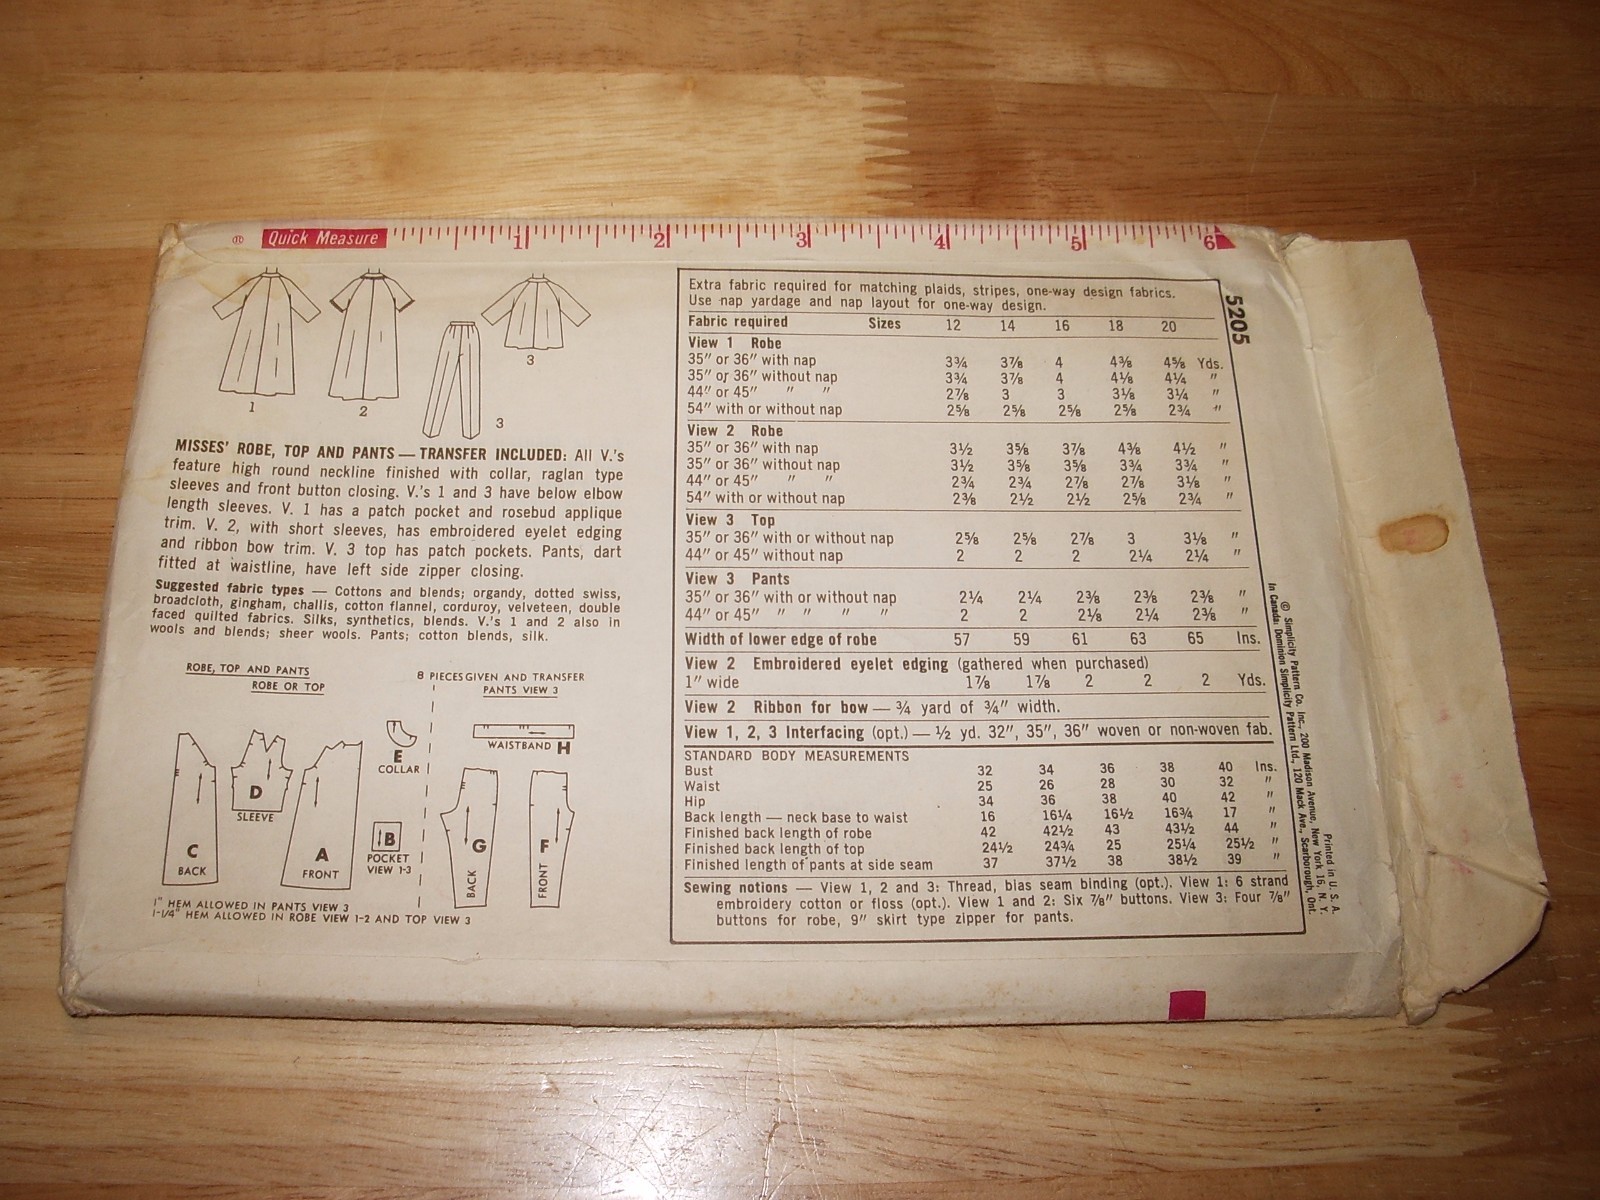 Quick Measure
1 2 3 4 5 6
1
2
3
3
MISSES' ROBE, TOP AND PANTS — TRANSFER INCLUDED: All V.'s
feature high round neckline finished with collar, raglan type
sleeves and front button closing. V.'s 1 and 3 have below elbow
length sleeves. V. 1 has a patch pocket and rosebud applique
trim. V. 2, with short sleeves, has embroidered eyelet edging
and ribbon bow trim. V. 3 top has patch pockets. Pants, dart
fitted at waistline, have left side zipper closing.
Suggested fabric types — Cottons and blends; organdy, dotted swiss,
broadcloth, gingham, challis, cotton flannel, corduroy, velveteen, double
faced quilted fabrics. Silks, synthetics, blends. V.'s 1 and 2 also in
wools and blends; sheer wools. Pants; cotton blends, silk.
ROBE, TOP AND PANTS
ROBE OR TOP
8 PIECES GIVEN AND TRANSFER
PANTS VIEW 3
C
BACK
D
SLEEVE
A
FRONT
E
COLLAR
B
POCKET
VIEW 1-3
WAISTBAND H
G
BACK
F
FRONT
1" HEM ALLOWED IN PANTS VIEW 3
1-1/4" HEM ALLOWED IN ROBE VIEW 1-2 AND TOP VIEW 3
5205
Extra fabric required for matching plaids, stripes, one-way design fabrics.
Use nap yardage and nap layout for one-way design.
Fabric required Sizes 12 14 16 18 20
View 1 Robe
35" or 36" with nap 3¾ 3⅞ 4 4⅜ 4⅝ Yds.
35" or 36" without nap 3¾ 3⅞ 4 4⅛ 4¼ "
44" or 45" " " 2⅞ 3 3 3⅛ 3¼ "
54" with or without nap 2⅝ 2⅝ 2⅝ 2⅝ 2¾ "
View 2 Robe
35" or 36" with nap 3½ 3⅝ 3⅞ 4⅜ 4½ "
35" or 36" without nap 3½ 3⅝ 3⅝ 3¾ 3¾ "
44" or 45" " " 2¾ 2¾ 2⅞ 2⅞ 3⅛ "
54" with or without nap 2⅜ 2½ 2½ 2⅝ 2¾ "
View 3 Top
35" or 36" with or without nap 2⅝ 2⅝ 2⅞ 3 3⅛ "
44" or 45" without nap 2 2 2 2¼ 2¼ "
View 3 Pants
35" or 36" with or without nap 2¼ 2¼ 2⅜ 2⅜ 2⅜ "
44" or 45" " " " " 2 2 2⅛ 2¼ 2⅜ "
Width of lower edge of robe 57 59 61 63 65 Ins.
View 2 Embroidered eyelet edging (gathered when purchased)
1" wide 1⅞ 1⅞ 2 2 2 Yds.
View 2 Ribbon for bow — ¾ yard of ¾" width.
View 1, 2, 3 Interfacing (opt.) — ½ yd. 32", 35", 36" woven or non-woven fab.
STANDARD BODY MEASUREMENTS
Bust 32 34 36 38 40 Ins.
Waist 25 26 28 30 32 "
Hip 34 36 38 40 42 "
Back length — neck base to waist 16 16¼ 16½ 16¾ 17 "
Finished back length of robe 42 42½ 43 43½ 44 "
Finished back length of top 24½ 24¾ 25 25¼ 25½ "
Finished length of pants at side seam 37 37½ 38 38½ 39 "
Sewing notions — View 1, 2 and 3: Thread, bias seam binding (opt.). View 1: 6 strand
embroidery cotton or floss (opt.). View 1 and 2: Six ⅞" buttons. View 3: Four ⅞"
buttons for robe, 9" skirt type zipper for pants.
© Simplicity Pattern Co. Inc., 200 Madison Avenue, New York 16, N. Y.
In Canada: Dominion Simplicity Pattern Ltd., 120 Mack Ave., Scarborough, Ont.
Printed in U. S. A.